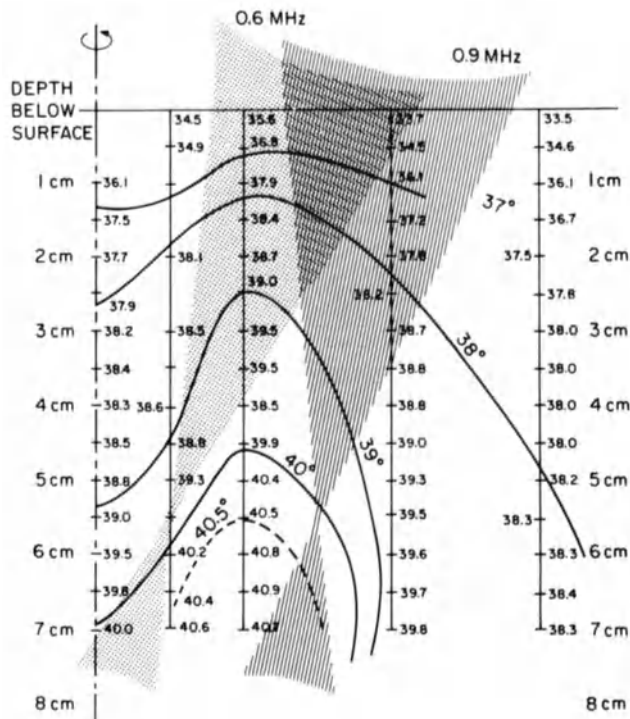 0.6 MHz
0.9 MHz
DEPTH
BELOW
SURFACE
34.5 35.6 33.7 33.5
34.9 36.8 34.5 34.6
1 cm 36.1 37.9 36.1 36.1 1 cm
37.5 38.4 37.2 36.7
37°
2 cm 37.7 38.1 38.7 37.8 37.5 2 cm
39.0
37.9 36.2 37.8
3 cm 38.2 38.5 39.5 38.7 38.0 3 cm
38°
38.4 39.5 38.8 38.0
4 cm 38.3 38.6 38.5 38.8 38.0 4 cm
38.5 38.8 39.9 39.0 38.0
39°
5 cm 38.8 39.3 40.4 40° 39.3 38.2 5 cm
40.5°
39.0 40.5 39.5 38.3
6 cm 39.5 40.2 40.8 39.6 38.3 6 cm
39.8 40.4 40.9 39.7 38.4
7 cm 40.0 40.6 40.7 39.8 38.3 7 cm
8 cm 8 cm